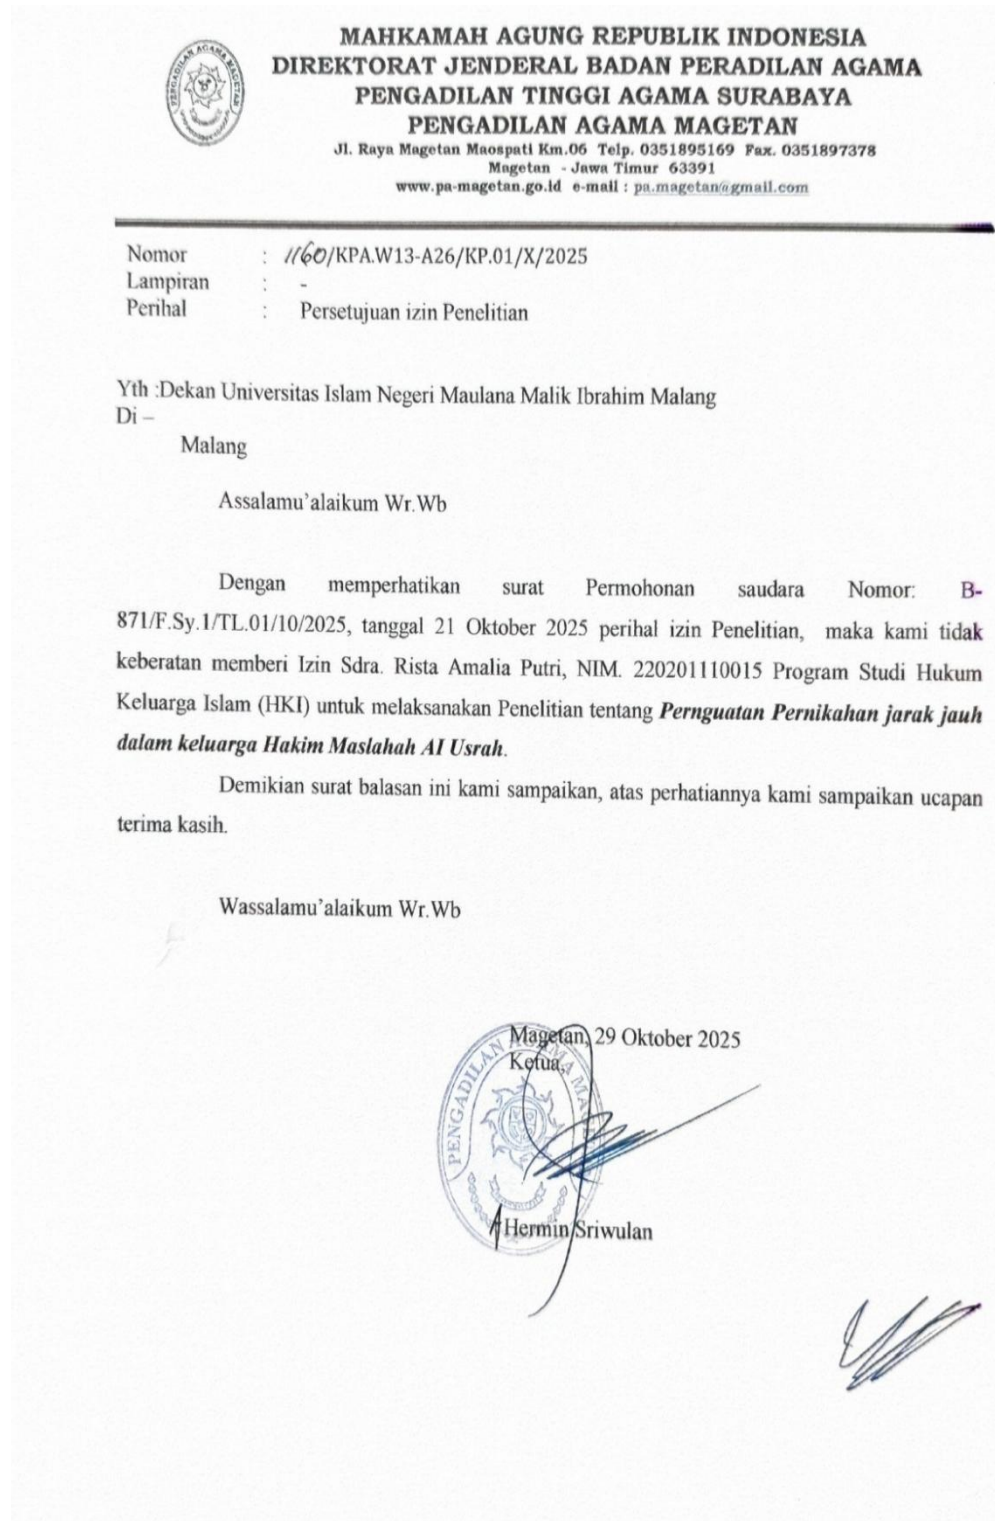 MAHKAMAH AGUNG REPUBLIK INDONESIA
DIREKTORAT JENDERAL BADAN PERADILAN AGAMA
PENGADILAN TINGGI AGAMA SURABAYA
PENGADILAN AGAMA MAGETAN
Jl. Raya Magetan Maospati Km.06 Telp. 0351895169 Fax. 0351897378
Magetan - Jawa Timur 63391
www.pa-magetan.go.id e-mail : pa.magetan@gmail.com
PENGADILAN AGAMA MAGETAN
Nomor : 1160/KPA.W13-A26/KP.01/X/2025
Lampiran : -
Perihal : Persetujuan izin Penelitian
Yth :Dekan Universitas Islam Negeri Maulana Malik Ibrahim Malang
Di –
Malang
Assalamu’alaikum Wr.Wb
Dengan memperhatikan surat Permohonan saudara Nomor: B-
871/F.Sy.1/TL.01/10/2025, tanggal 21 Oktober 2025 perihal izin Penelitian, maka kami tidak
keberatan memberi Izin Sdra. Rista Amalia Putri, NIM. 220201110015 Program Studi Hukum
Keluarga Islam (HKI) untuk melaksanakan Penelitian tentang Pernguatan Pernikahan jarak jauh
dalam keluarga Hakim Maslahah AI Usrah.
Demikian surat balasan ini kami sampaikan, atas perhatiannya kami sampaikan ucapan
terima kasih.
Wassalamu’alaikum Wr.Wb
Magetan, 29 Oktober 2025
Ketua,
PENGADILAN AGAMA
Hermin Sriwulan